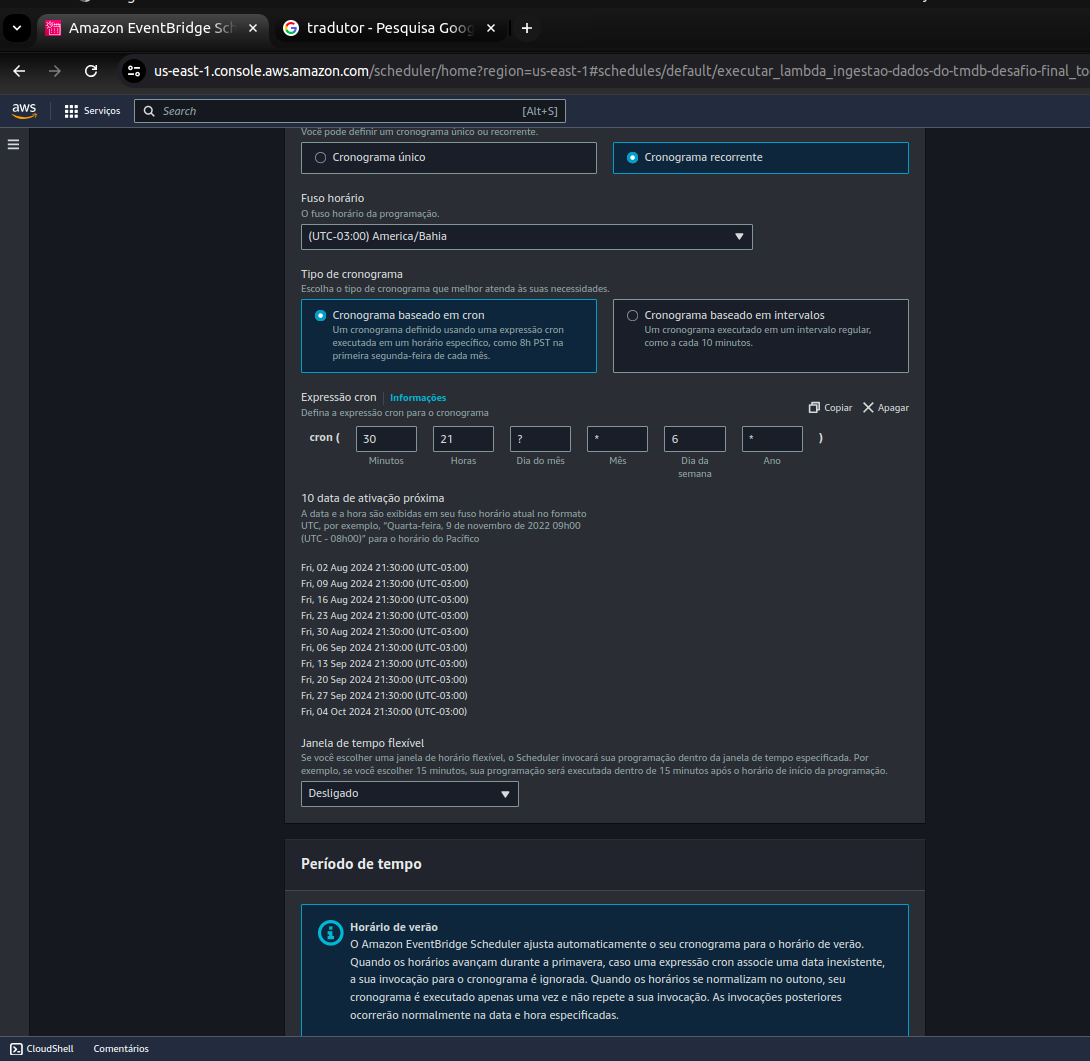 Amazon EventBridge Sch
tradutor - Pesquisa Goog
us-east-1.console.aws.amazon.com/scheduler/home?region=us-east-1#schedules/default/executar_lambda_ingestao-dados-do-tmdb-desafio-final_to
aws
Serviços
Search
[Alt+S]
Você pode definir um cronograma único ou recorrente.
Cronograma único
Cronograma recorrente
Fuso horário
O fuso horário da programação.
(UTC-03:00) America/Bahia
Tipo de cronograma
Escolha o tipo de cronograma que melhor atenda às suas necessidades.
Cronograma baseado em cron
Um cronograma definido usando uma expressão cron
executada em um horário específico, como 8h PST na
primeira segunda-feira de cada mês.
Cronograma baseado em intervalos
Um cronograma executado em um intervalo regular,
como a cada 10 minutos.
Expressão cron
Informações
Defina a expressão cron para o cronograma
Copiar
Apagar
cron ( 30 21 ? * 6 * )
Minutos
Horas
Dia do mês
Mês
Dia da
semana
Ano
10 data de ativação próxima
A data e a hora são exibidas em seu fuso horário atual no formato
UTC, por exemplo, "Quarta-feira, 9 de novembro de 2022 09h00
(UTC - 08h00)" para o horário do Pacífico
Fri, 02 Aug 2024 21:30:00 (UTC-03:00)
Fri, 09 Aug 2024 21:30:00 (UTC-03:00)
Fri, 16 Aug 2024 21:30:00 (UTC-03:00)
Fri, 23 Aug 2024 21:30:00 (UTC-03:00)
Fri, 30 Aug 2024 21:30:00 (UTC-03:00)
Fri, 06 Sep 2024 21:30:00 (UTC-03:00)
Fri, 13 Sep 2024 21:30:00 (UTC-03:00)
Fri, 20 Sep 2024 21:30:00 (UTC-03:00)
Fri, 27 Sep 2024 21:30:00 (UTC-03:00)
Fri, 04 Oct 2024 21:30:00 (UTC-03:00)
Janela de tempo flexível
Se você escolher uma janela de horário flexível, o Scheduler invocará sua programação dentro da janela de tempo especificada. Por
exemplo, se você escolher 15 minutos, sua programação será executada dentro de 15 minutos após o horário de início da programação.
Desligado
Período de tempo
Horário de verão
O Amazon EventBridge Scheduler ajusta automaticamente o seu cronograma para o horário de verão.
Quando os horários avançam durante a primavera, caso uma expressão cron associe uma data inexistente,
a sua invocação para o cronograma é ignorada. Quando os horários se normalizam no outono, seu
cronograma é executado apenas uma vez e não repete a sua invocação. As invocações posteriores
ocorrerão normalmente na data e hora especificadas.
CloudShell
Comentários